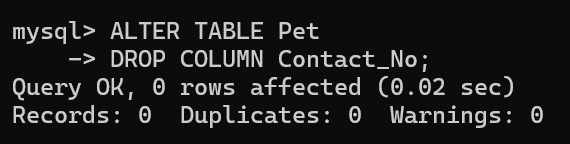 mysql> ALTER TABLE Pet
    -> DROP COLUMN Contact_No;
Query OK, 0 rows affected (0.02 sec)
Records: 0  Duplicates: 0  Warnings: 0